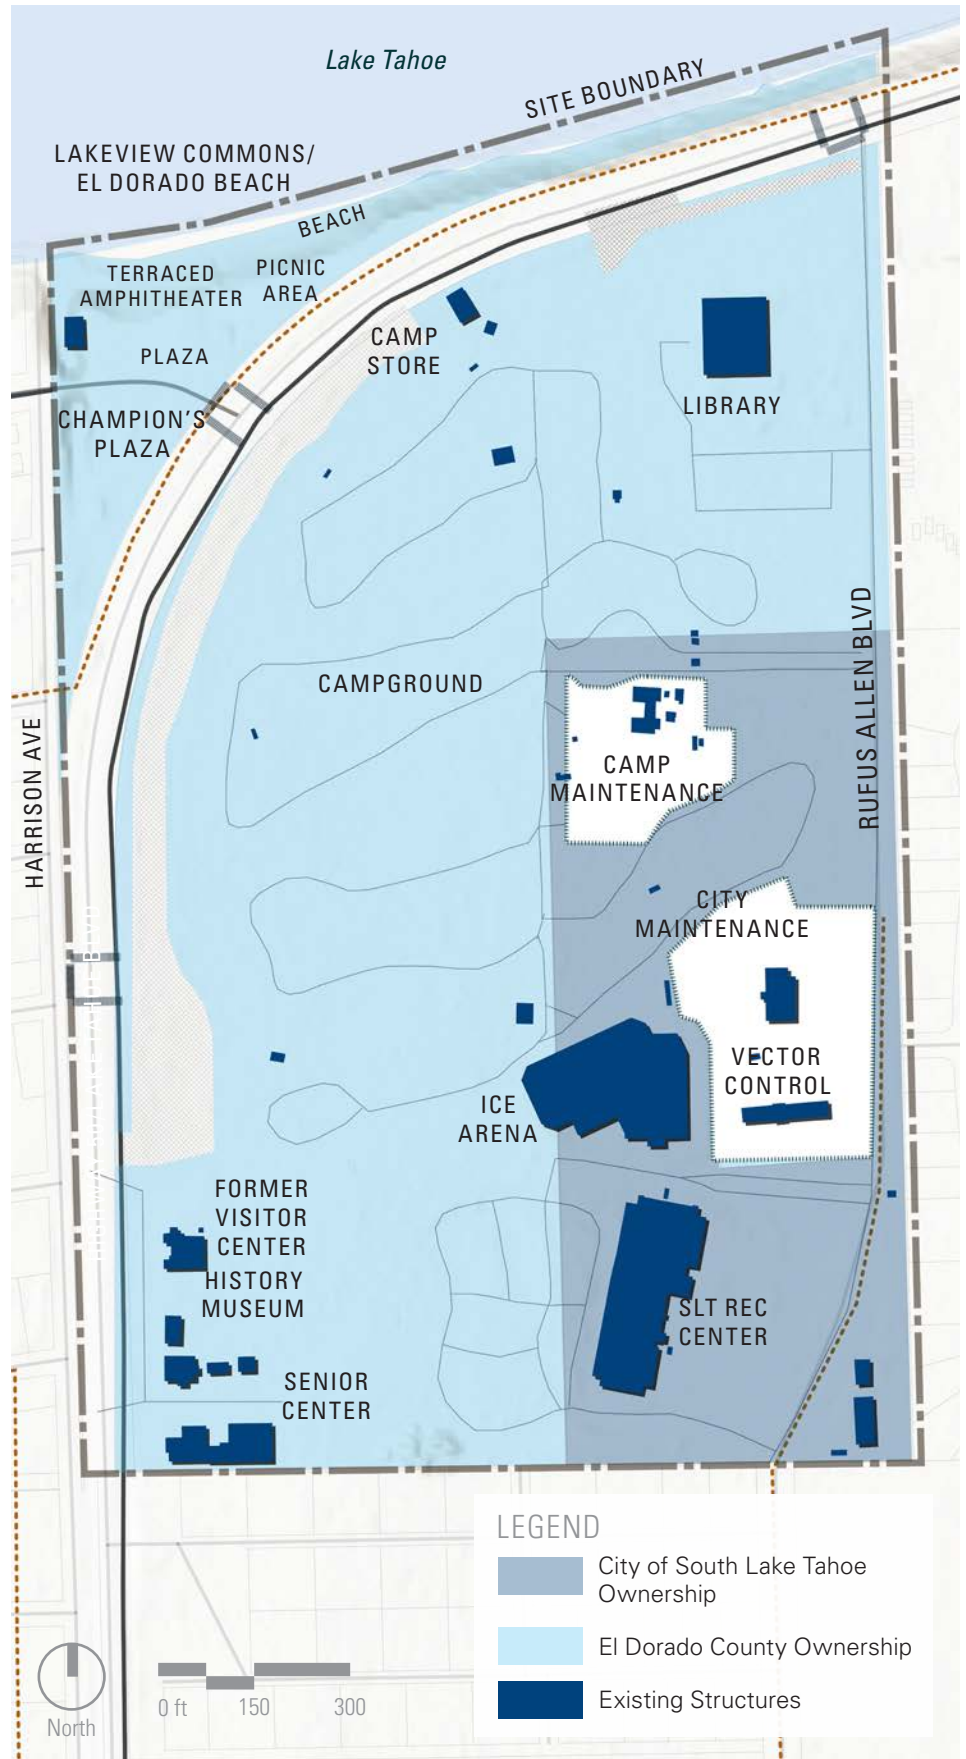 Lake Tahoe
SITE BOUNDARY
LAKEVIEW COMMONS/
EL DORADO BEACH
BEACH
TERRACED
AMPHITHEATER
PICNIC
AREA
PLAZA
CAMP
STORE
CHAMPION'S
PLAZA
LIBRARY
CAMPGROUND
RUFUS ALLEN BLVD
HARRISON AVE
CAMP
MAINTENANCE
CITY
MAINTENANCE
VECTOR
CONTROL
ICE
ARENA
FORMER
VISITOR
CENTER
HISTORY
MUSEUM
SLT REC
CENTER
SENIOR
CENTER
LEGEND
City of South Lake Tahoe
Ownership
El Dorado County Ownership
Existing Structures
North
0 ft 150 300